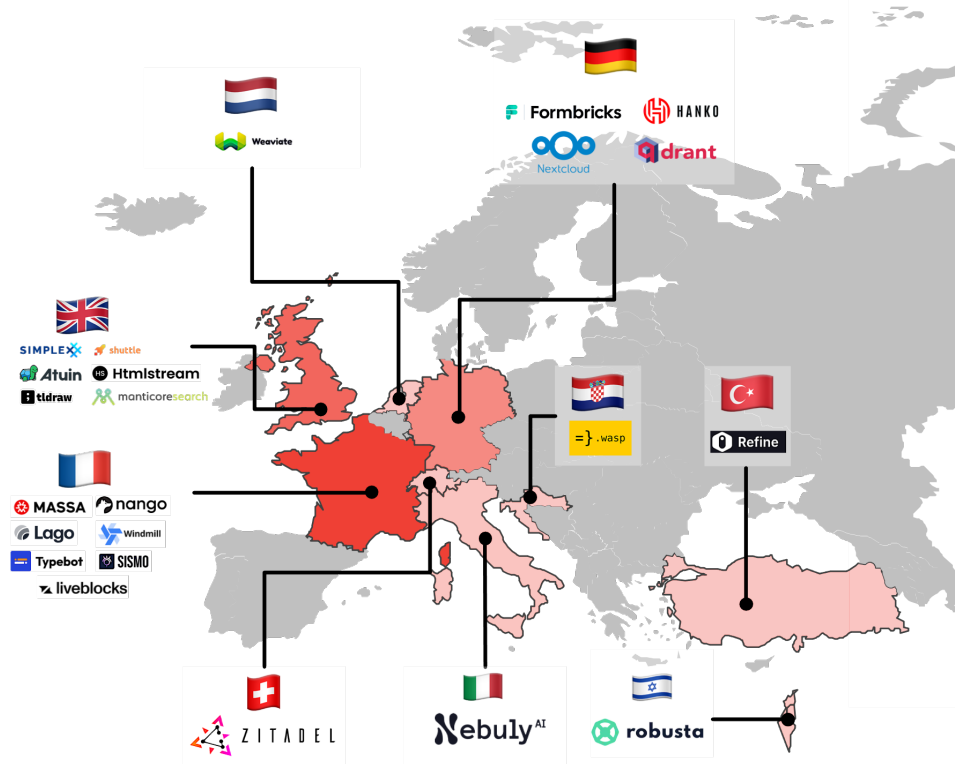 Weaviate
Formbricks
HANKO
Nextcloud
qdrant
SIMPLEX
shuttle
Atuin
HS Htmlstream
tldraw
manticoresearch
=}.wasp
Refine
MASSA
nango
Lago
Windmill
Typebot
SISMO
liveblocks
ZITADEL
Nebuly AI
robusta